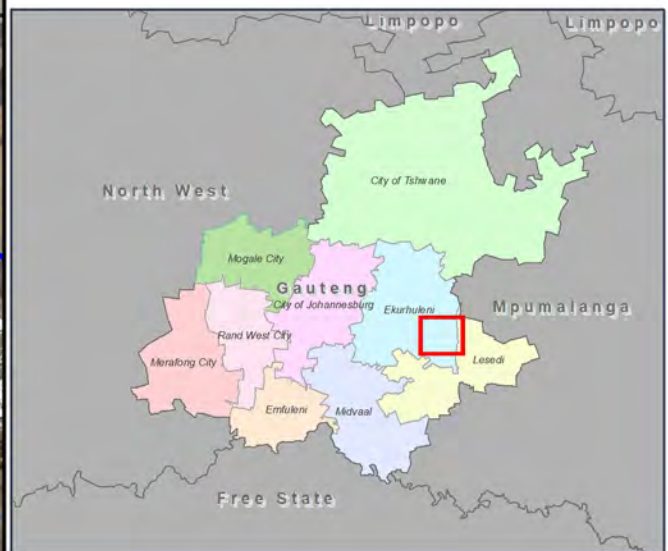 Limpopo
Limpopo
City of Tshwane
North West
Mogale City
Gauteng
City of Johannesburg
Ekurhuleni
Mpumalanga
Rand West City
Merafong City
Lesedi
Emfuleni
Midvaal
Free State